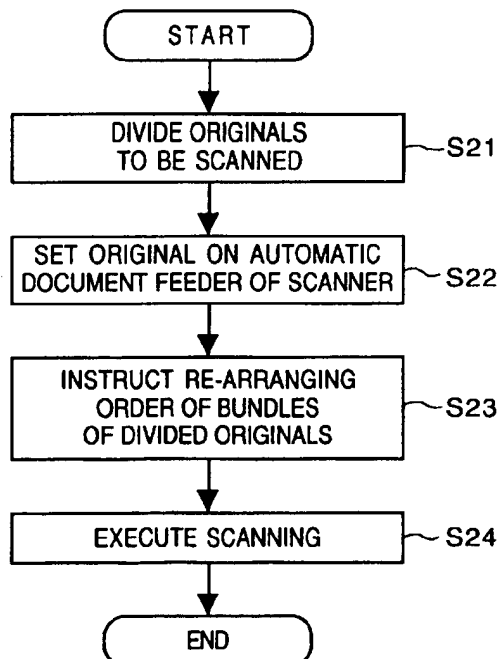 START
DIVIDE ORIGINALS
TO BE SCANNED
S21
SET ORIGINAL ON AUTOMATIC
DOCUMENT FEEDER OF SCANNER
S22
INSTRUCT RE-ARRANGING
ORDER OF BUNDLES
OF DIVIDED ORIGINALS
S23
EXECUTE SCANNING
S24
END